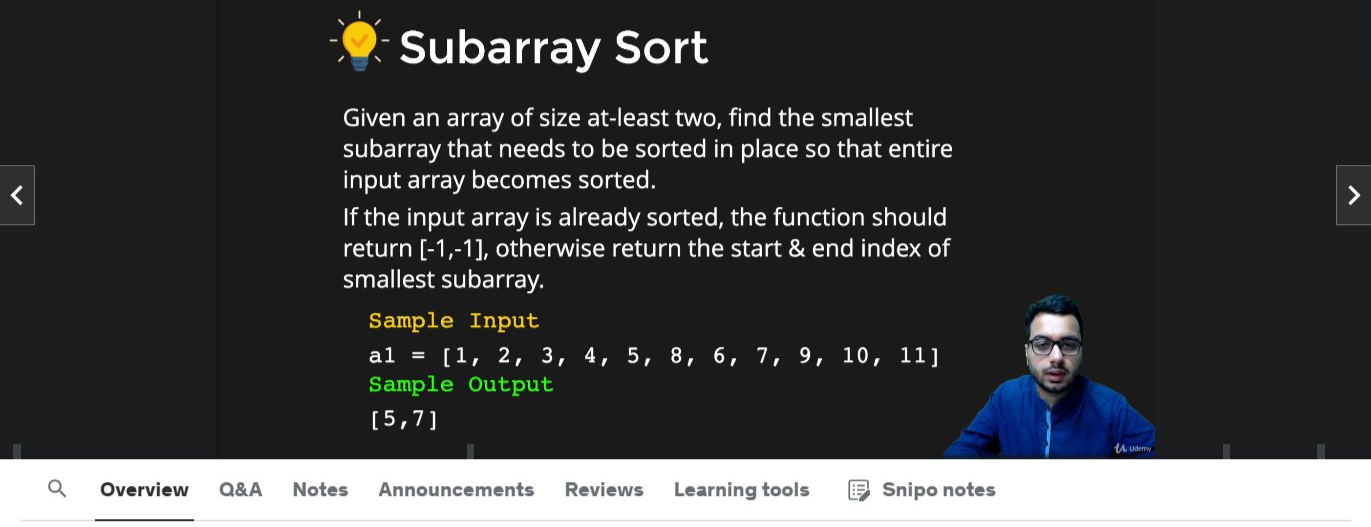 Subarray Sort
Given an array of size at-least two, find the smallest
subarray that needs to be sorted in place so that entire
input array becomes sorted.
If the input array is already sorted, the function should
return [-1,-1], otherwise return the start & end index of
smallest subarray.
Sample Input
a1 = [1, 2, 3, 4, 5, 8, 6, 7, 9, 10, 11]
Sample Output
[5,7]
Udemy
Overview Q&A Notes Announcements Reviews Learning tools Snipo notes